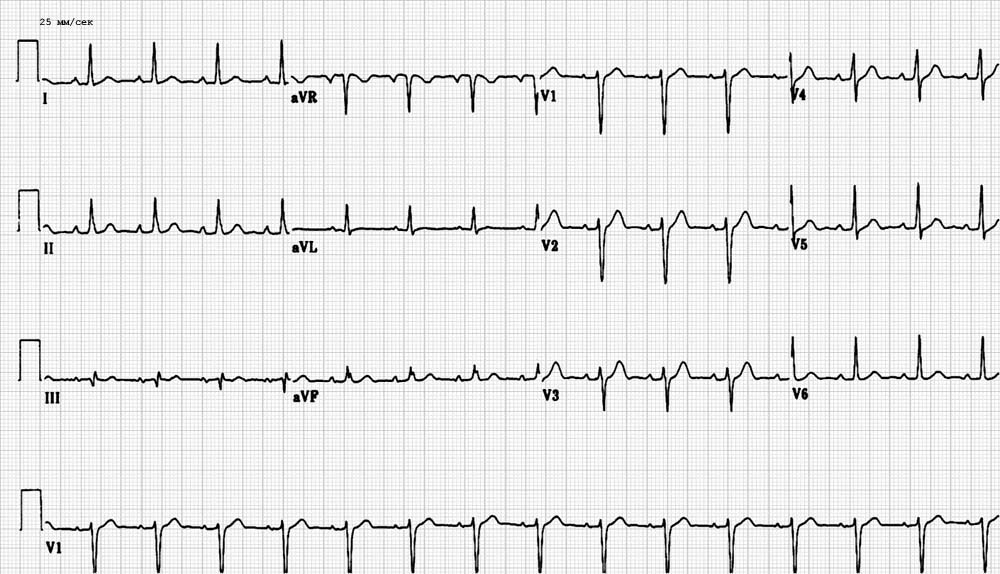 25 мм/сек
I aVR V1 V4
II aVL V2 V5
III aVF V3 V6
V1